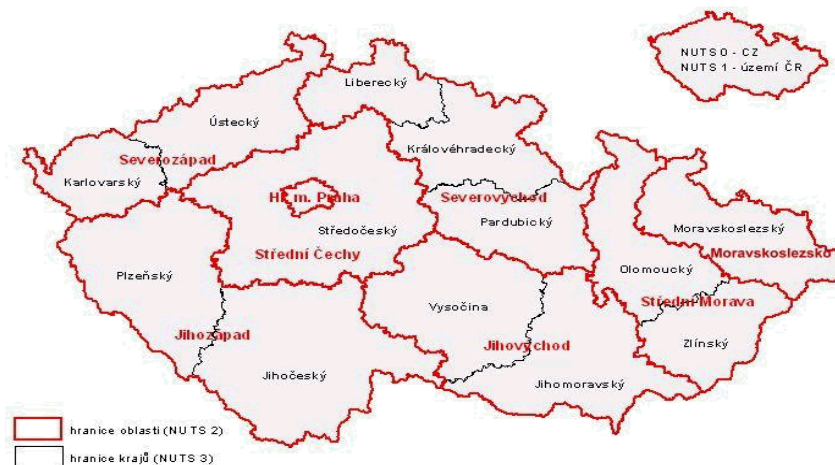 NUTS 0 - CZ
NUTS 1 - území ČR
Liberecký
Ústecký
Královéhradecký
Severozápad
Karlovarský
Hl. m. Praha
Severovýchod
Pardubický
Středočeský
Moravskoslezský
Střední Čechy
Moravskoslezsko
Plzeňský
Olomoucký
Vysočina
Střední Morava
Jihozápad
Jihovýchod
Zlínský
Jihočeský
Jihomoravský
hranice oblasti (NUTS 2)
hranice krajů (NUTS 3)